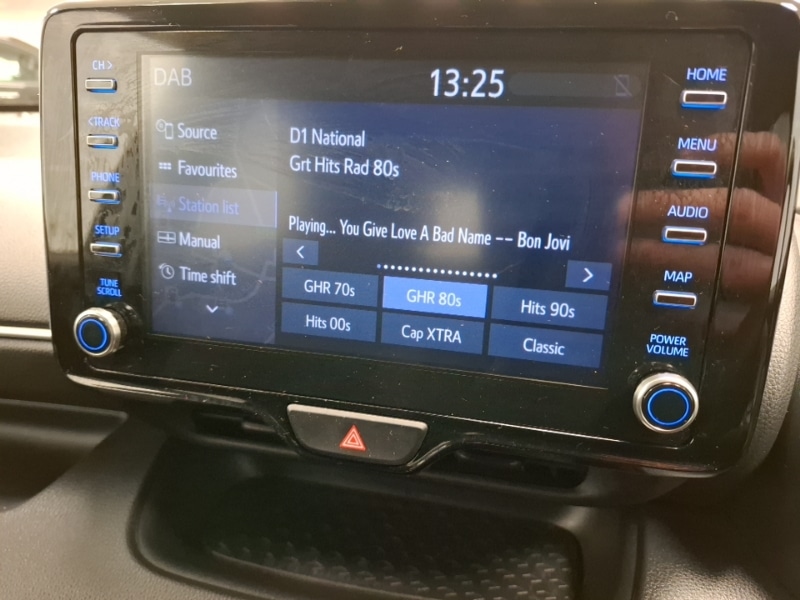 DAB
13:25
CH >
< TRACK
PHONE
SETUP
TUNE
SCROLL
Source
Favourites
Station list
Manual
Time shift
D1 National
Grt Hits Rad 80s
Playing... You Give Love A Bad Name -- Bon Jovi
< >
GHR 70s GHR 80s Hits 90s
Hits 00s Cap XTRA Classic
HOME
MENU
AUDIO
MAP
POWER
VOLUME